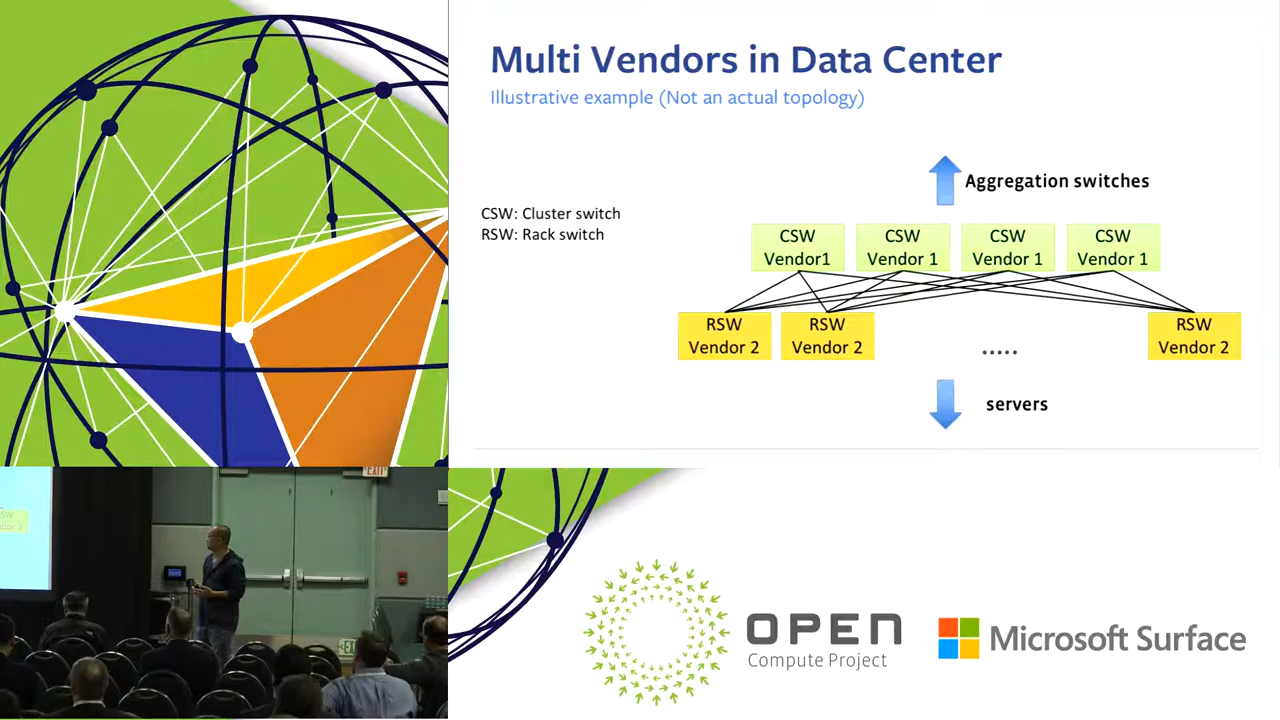 Multi Vendors in Data Center
Illustrative example (Not an actual topology)
Aggregation switches
CSW: Cluster switch
RSW: Rack switch
CSW
Vendor1
CSW
Vendor 1
CSW
Vendor 1
CSW
Vendor 1
RSW
Vendor 2
RSW
Vendor 2
.....
RSW
Vendor 2
servers
EXIT
OPEN
Compute Project
Microsoft Surface